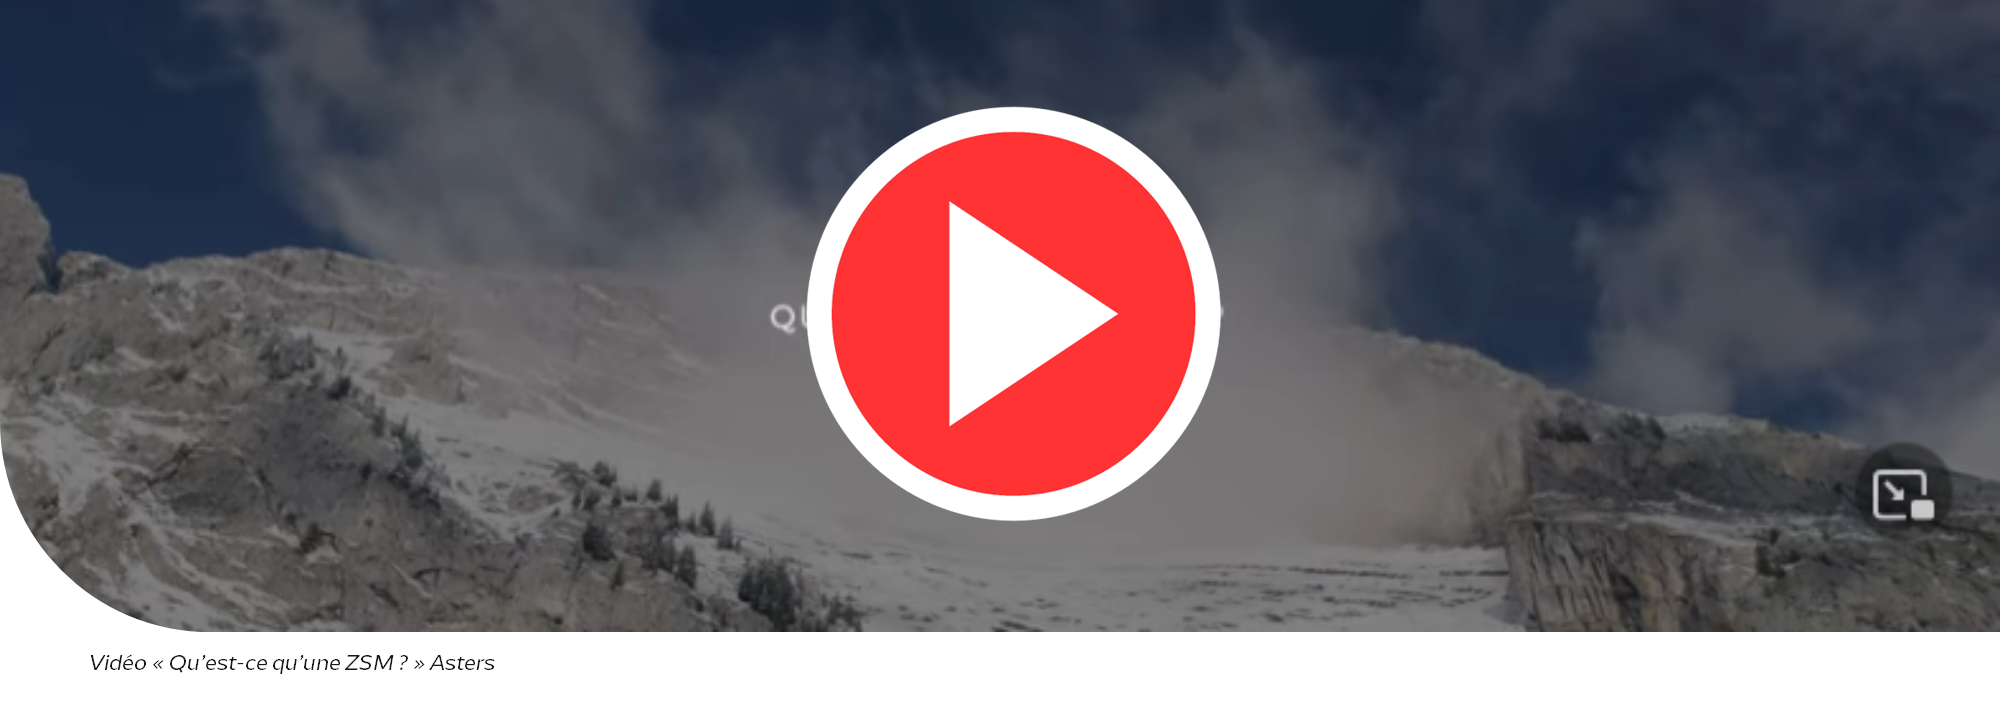 Vidéo « Qu’est-ce qu’une ZSM ? » Asters